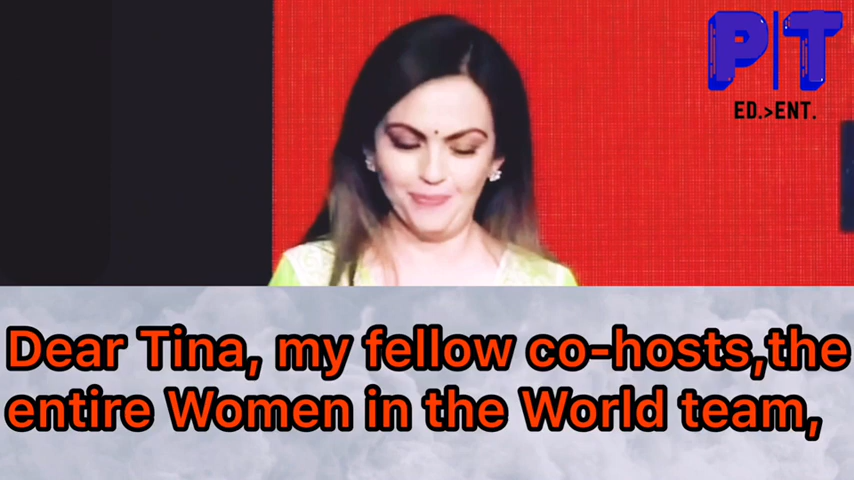 P|T
ED.>ENT.
Dear Tina, my fellow co-hosts,the
entire Women in the World team,